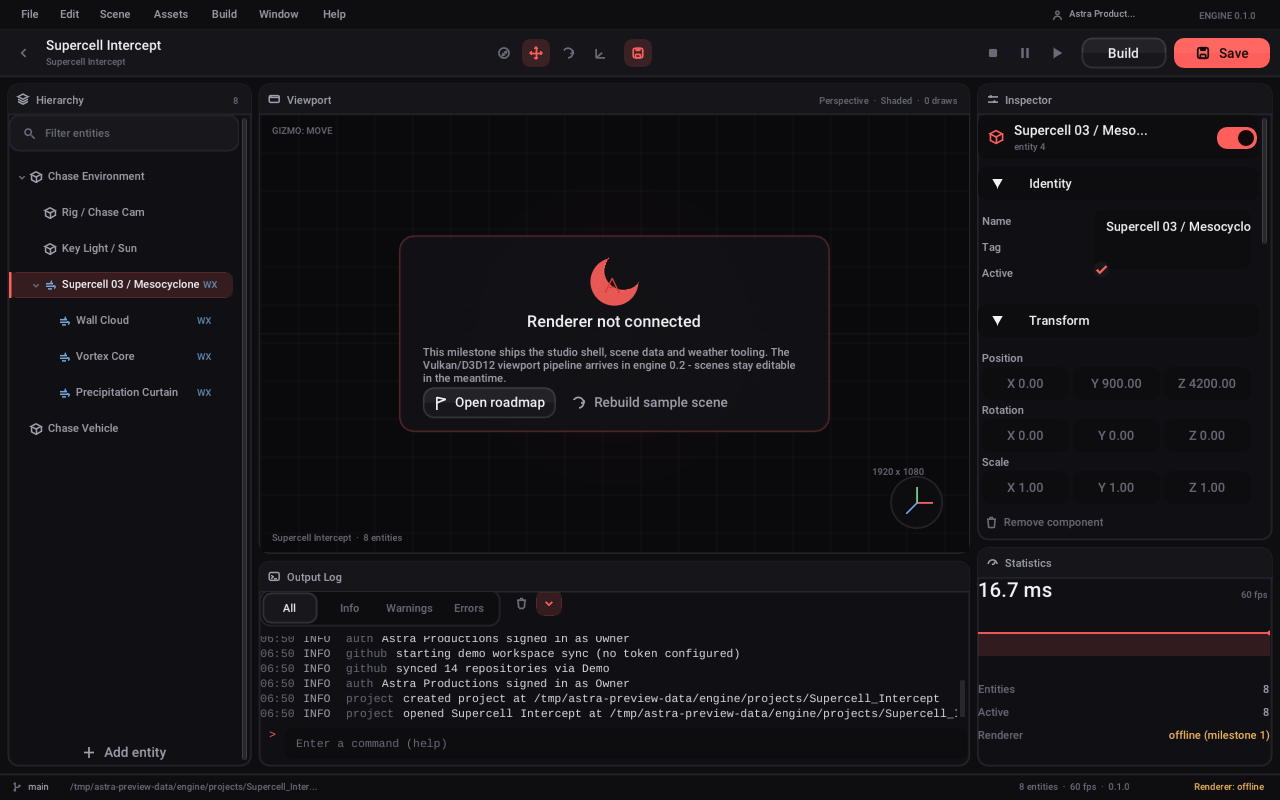 File Edit Scene Assets Build Window Help
Astra Product...
ENGINE 0.1.0
Supercell Intercept
Supercell Intercept
Build
Save
Hierarchy
8
Filter entities
Chase Environment
Rig / Chase Cam
Key Light / Sun
Supercell 03 / Mesocyclone WX
Wall Cloud WX
Vortex Core WX
Precipitation Curtain WX
Chase Vehicle
Add entity
Viewport
Perspective · Shaded · 0 draws
GIZMO: MOVE
Renderer not connected
This milestone ships the studio shell, scene data and weather tooling. The
Vulkan/D3D12 viewport pipeline arrives in engine 0.2 - scenes stay editable
in the meantime.
Open roadmap
Rebuild sample scene
1920 x 1080
Supercell Intercept · 8 entities
Output Log
All Info Warnings Errors
06:50 INFO auth Astra Productions signed in as Owner
06:50 INFO github starting demo workspace sync (no token configured)
06:50 INFO github synced 14 repositories via Demo
06:50 INFO auth Astra Productions signed in as Owner
06:50 INFO project created project at /tmp/astra-preview-data/engine/projects/Supercell_Intercept
06:50 INFO project opened Supercell Intercept at /tmp/astra-preview-data/engine/projects/Supercell_
> Enter a command (help)
Inspector
Supercell 03 / Meso...
entity 4
Identity
Name Supercell 03 / Mesocyclo
Tag
Active
Transform
Position
X 0.00 Y 900.00 Z 4200.00
Rotation
X 0.00 Y 0.00 Z 0.00
Scale
X 1.00 Y 1.00 Z 1.00
Remove component
Statistics
16.7 ms
60 fps
Entities 8
Active 8
Renderer offline (milestone 1)
main
/tmp/astra-preview-data/engine/projects/Supercell_Inter...
8 entities · 60 fps · 0.1.0
Renderer: offline